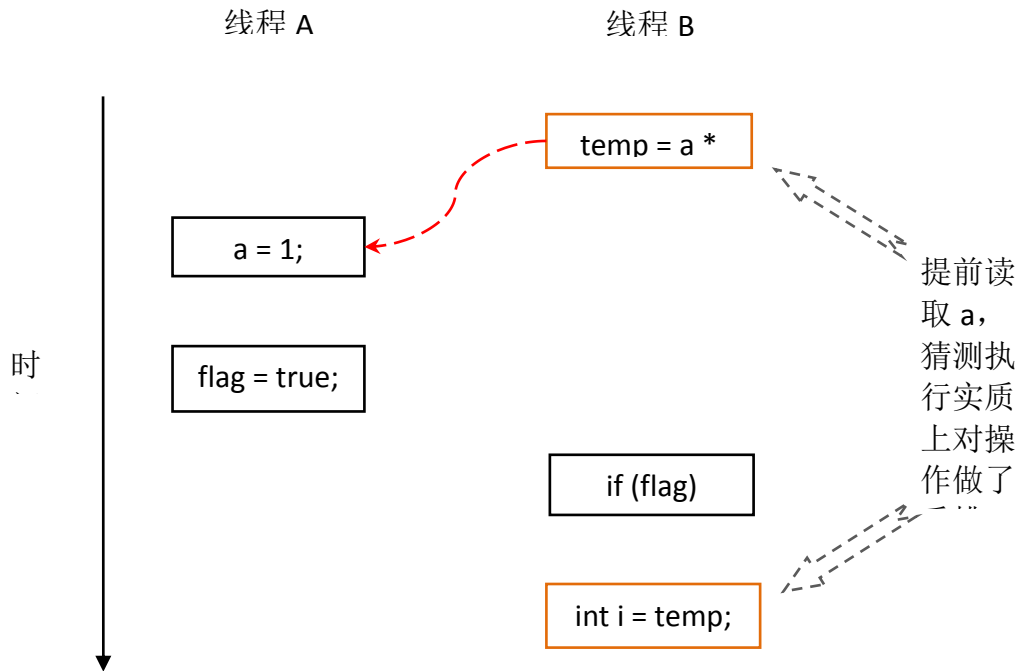 线程 A
线程 B
temp = a *
a = 1;
flag = true;
时
if (flag)
int i = temp;
提前读
取 a，
猜测执
行实质
上对操
作做了